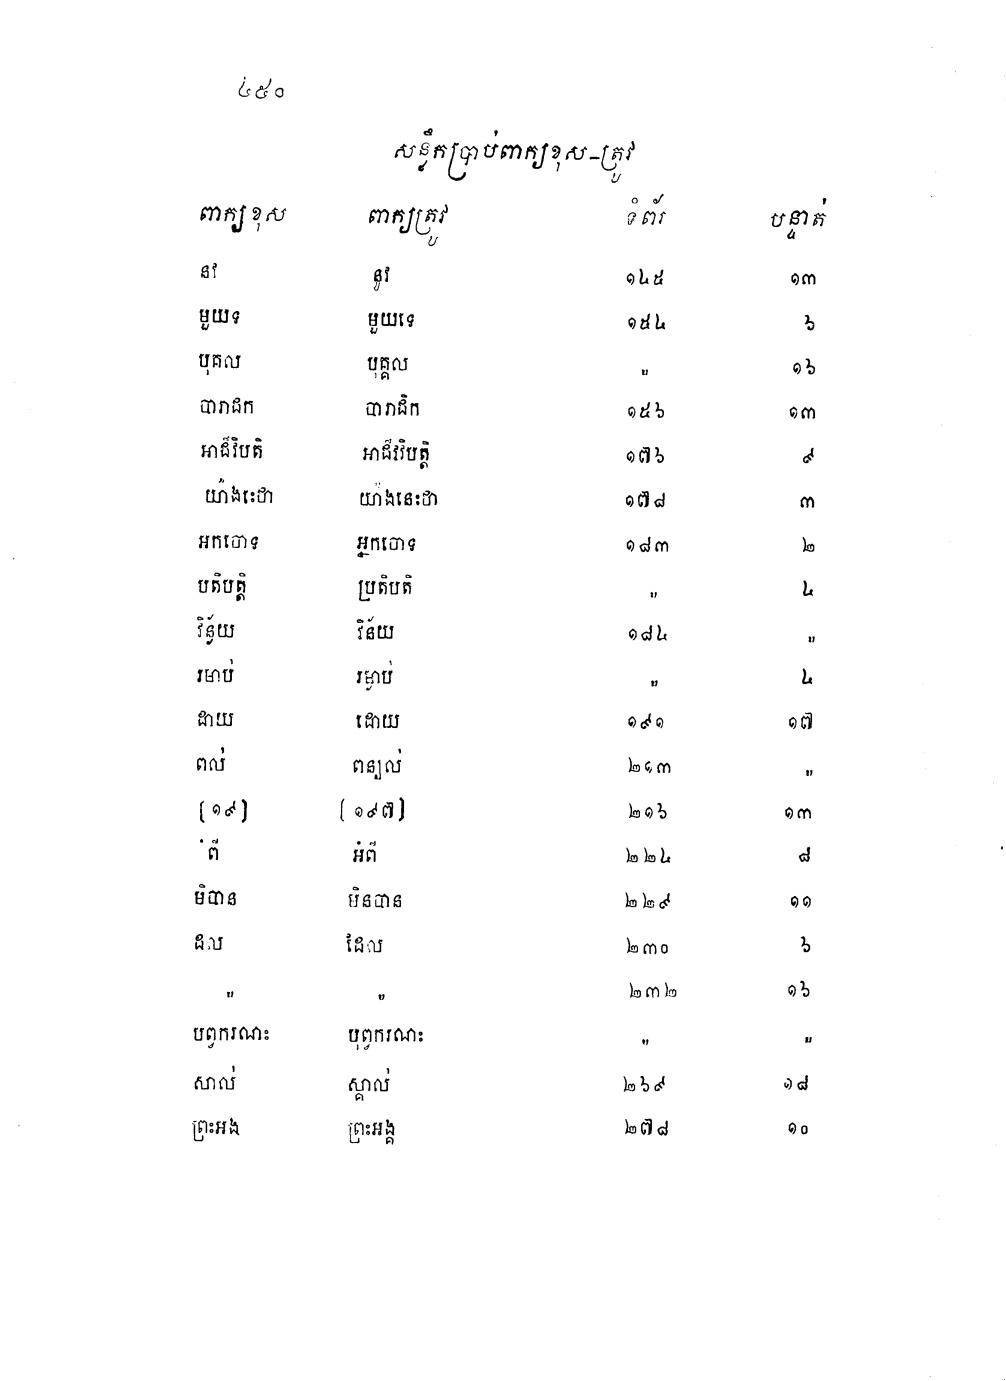 ៤៥០
សន្លឹកប្រាប់ពាក្យខុស-ត្រូវ
ពាក្យខុស ពាក្យត្រូវ ទំព័រ បន្ទាត់
នវ នូវ ១៤៥ ១៣
មួយទ មួយទេ ១៥៤ ៦
បុគល បុគ្គល " ១៦
បារាជិក បារាជិក ១៥៦ ១៣
អាជីវិបតិ អាជីវវិបត្តិ ១៧៦ ៩
យ៉ាងះថា យ៉ាងនេះថា ១៧៨ ៣
អកចោទ អ្នកចោទ ១៨៣ ២
បតិបត្តិ ប្រតិបតិ " ៤
វិន្ន័យ វិន័យ ១៨៤ "
រមាប់ រម្ងាប់ " ៤
ដាយ ដោយ ១៩១ ១៧
ពល់ ពន្យល់ ២១៣ "
(១៩) (១៩៧) ២១៦ ១៣
ំពី អំពី ២២៤ ៨
មិបាន មិនបាន ២២៩ ១១
ដល ដែល ២៣០ ៦
" " ២៣២ ១៦
បព្វករណះ បុព្វករណះ " "
សាល់ ស្គាល់ ២៦៩ ១៨
ព្រះអង ព្រះអង្គ ២៧៨ ១០